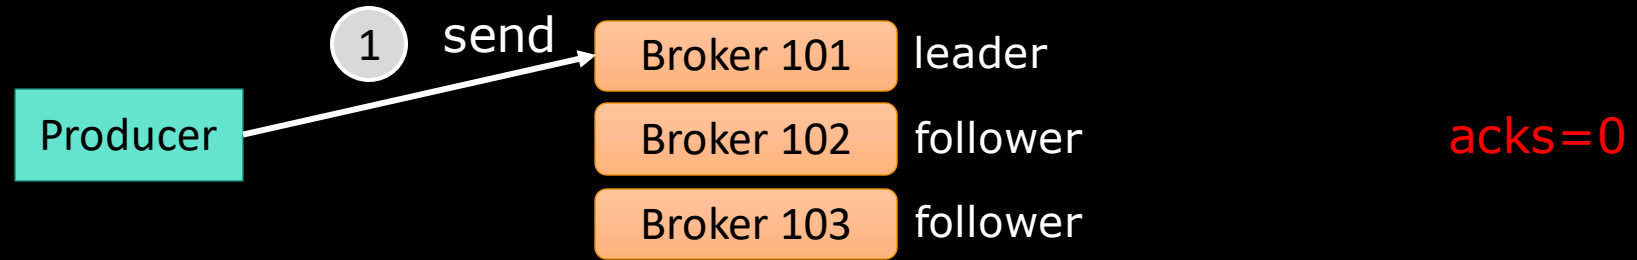 1 send
Broker 101 leader
Producer Broker 102 follower acks=0
Broker 103 follower